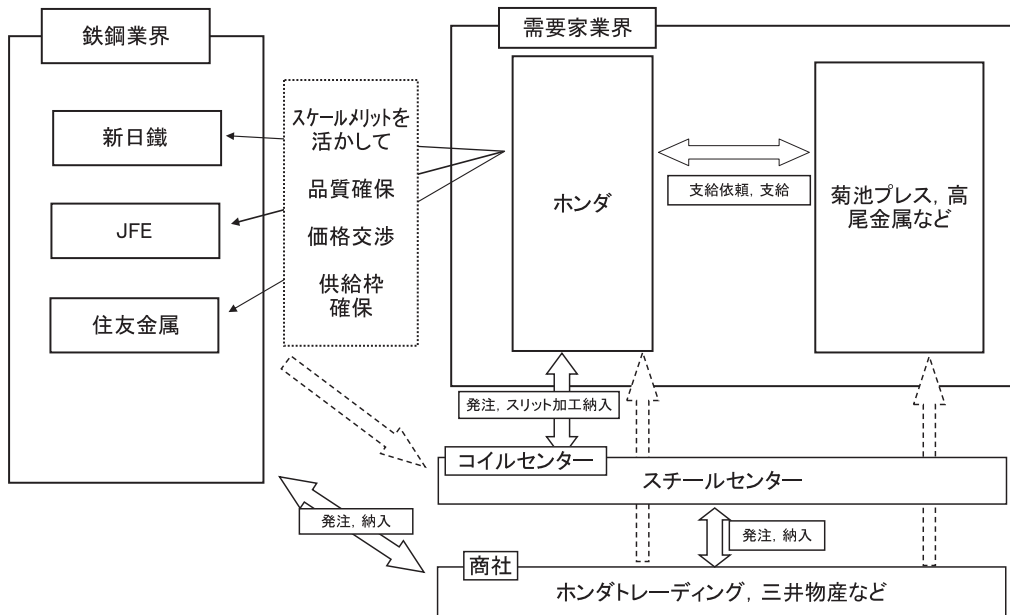 鉄鋼業界
新日鐵
JFE
住友金属
スケールメリットを
活かして
品質確保
価格交渉
供給枠
確保
需要家業界
ホンダ
支給依頼, 支給
菊池プレス, 高
尾金属など
発注, スリット加工納入
コイルセンター
スチールセンター
発注, 納入
発注, 納入
商社
ホンダトレーディング, 三井物産など